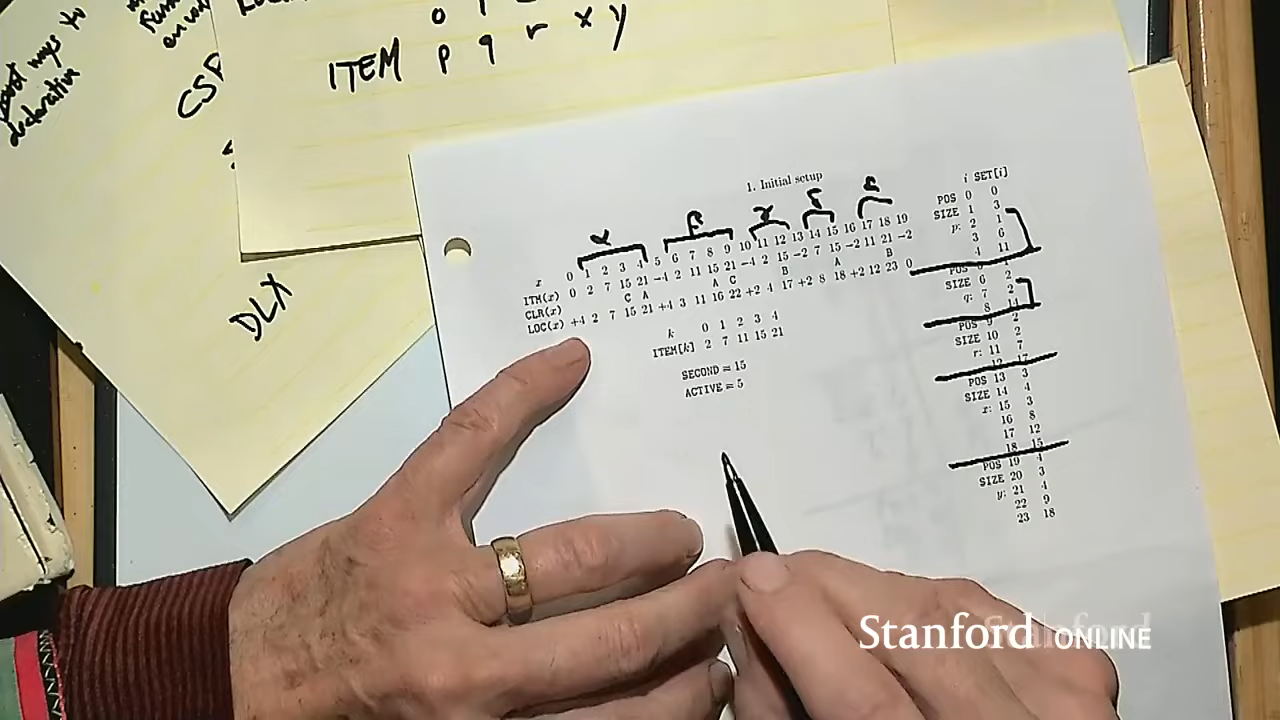 ways to
declarative
CSP
DLX
0
ITEM p q r x y
1. Initial setup
α β γ δ ε
x 0 1 2 3 4 5 6 7 8 9 10 11 12 13 14 15 16 17 18 19
ITM(x) 0 2 7 15 21 −4 2 11 15 21 −4 2 15 −2 7 15 −2 11 21 −2
CLR(x) C A A C B A B
LOC(x) +4 2 7 15 21 +4 3 11 16 22 +2 4 17 +2 8 18 +2 12 23 0
k 0 1 2 3 4
ITEM[k] 2 7 11 15 21
SECOND = 15
ACTIVE = 5
i SET[i]
POS 0 0
SIZE 1 3
p: 2 1
3 6
4 11
POS 5 1
SIZE 6 2
q: 7 2
8 14
POS 9 2
SIZE 10 2
r: 11 7
12 17
POS 13 3
SIZE 14 4
x: 15 3
16 8
17 12
18 15
POS 19 4
SIZE 20 3
y: 21 4
22 9
23 18
Stanford ONLINE